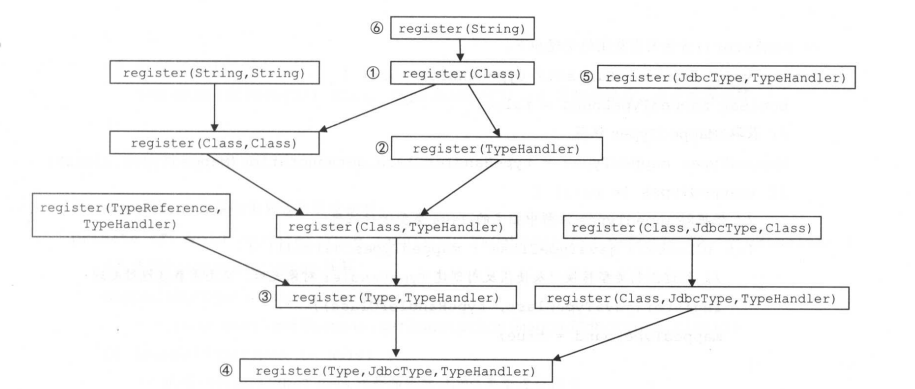 ⑥ register(String)
register(String,String)
① register(Class)
⑤ register(JdbcType,TypeHandler)
register(Class,Class)
② register(TypeHandler)
register(TypeReference,
TypeHandler)
register(Class,TypeHandler)
register(Class,JdbcType,Class)
③ register(Type,TypeHandler)
register(Class,JdbcType,TypeHandler)
④ register(Type,JdbcType,TypeHandler)